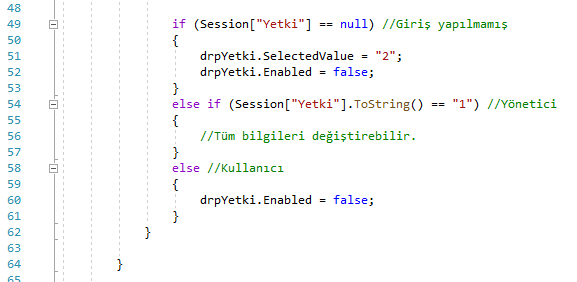 48
49 if (Session["Yetki"] == null) //Giriş yapılmamış
50 {
51 drpYetki.SelectedValue = "2";
52 drpYetki.Enabled = false;
53 }
54 else if (Session["Yetki"].ToString() == "1") //Yönetici
55 {
56 //Tüm bilgileri değiştirebilir.
57 }
58 else //Kullanıcı
59 {
60 drpYetki.Enabled = false;
61 }
62 }
63
64 }
65